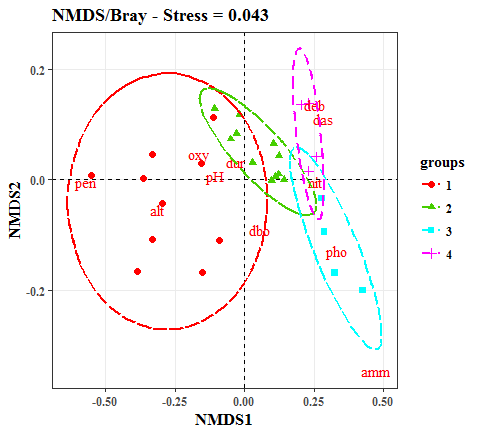 NMDS/Bray - Stress = 0.043
0.2
deb
das
oxy
dur
pH
0.0
pen
nit
alt
dbo
pho
-0.2
amm
-0.50
-0.25
0.00
0.25
0.50
NMDS1
NMDS2
groups
1
2
3
4